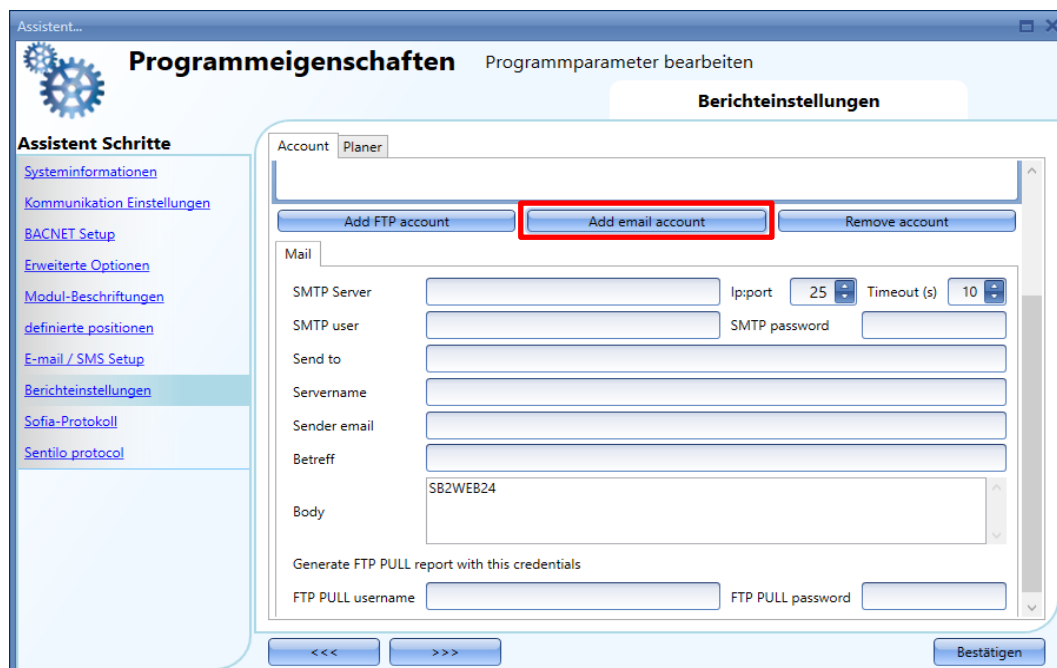 Assistent...
Programmeigenschaften Programmparameter bearbeiten
Berichteinstellungen
Assistent Schritte
Systeminformationen
Kommunikation Einstellungen
BACNET Setup
Erweiterte Optionen
Modul-Beschriftungen
definierte positionen
E-mail / SMS Setup
Berichteinstellungen
Sofia-Protokoll
Sentilo protocol
Account Planer
Add FTP account Add email account Remove account
Mail
SMTP Server Ip:port 25 Timeout (s) 10
SMTP user SMTP password
Send to
Servername
Sender email
Betreff
Body SB2WEB24
Generate FTP PULL report with this credentials
FTP PULL username FTP PULL password
<<< >>> Bestätigen